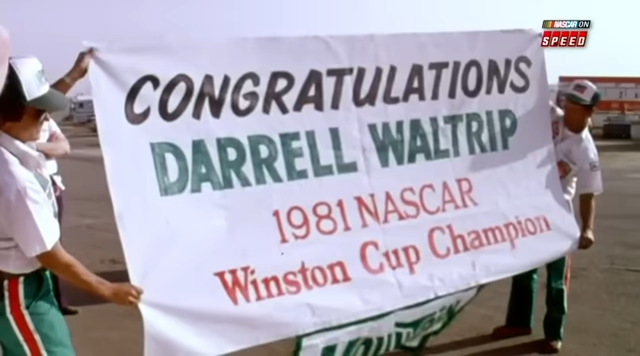 NASCAR ON
SPEED
CONGRATULATIONS
DARRELL WALTRIP
1981 NASCAR
Winston Cup Champion